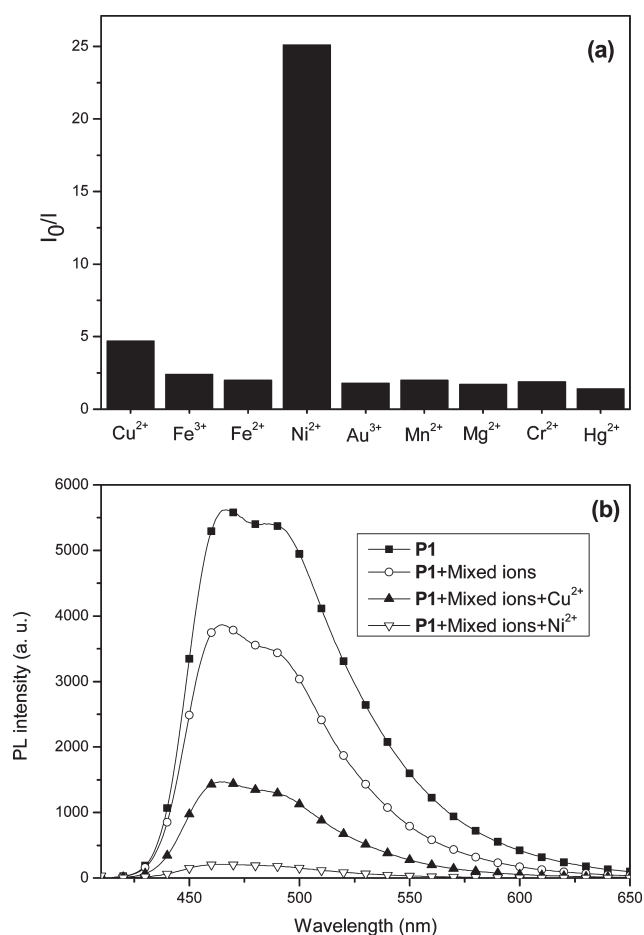 (a)
I₀/I
25
20
15
10
5
0
Cu²⁺ Fe³⁺ Fe²⁺ Ni²⁺ Au³⁺ Mn²⁺ Mg²⁺ Cr²⁺ Hg²⁺
(b)
PL intensity (a. u.)
6000
5000
4000
3000
2000
1000
0
P1
P1+Mixed ions
P1+Mixed ions+Cu²⁺
P1+Mixed ions+Ni²⁺
450 500 550 600 650
Wavelength (nm)